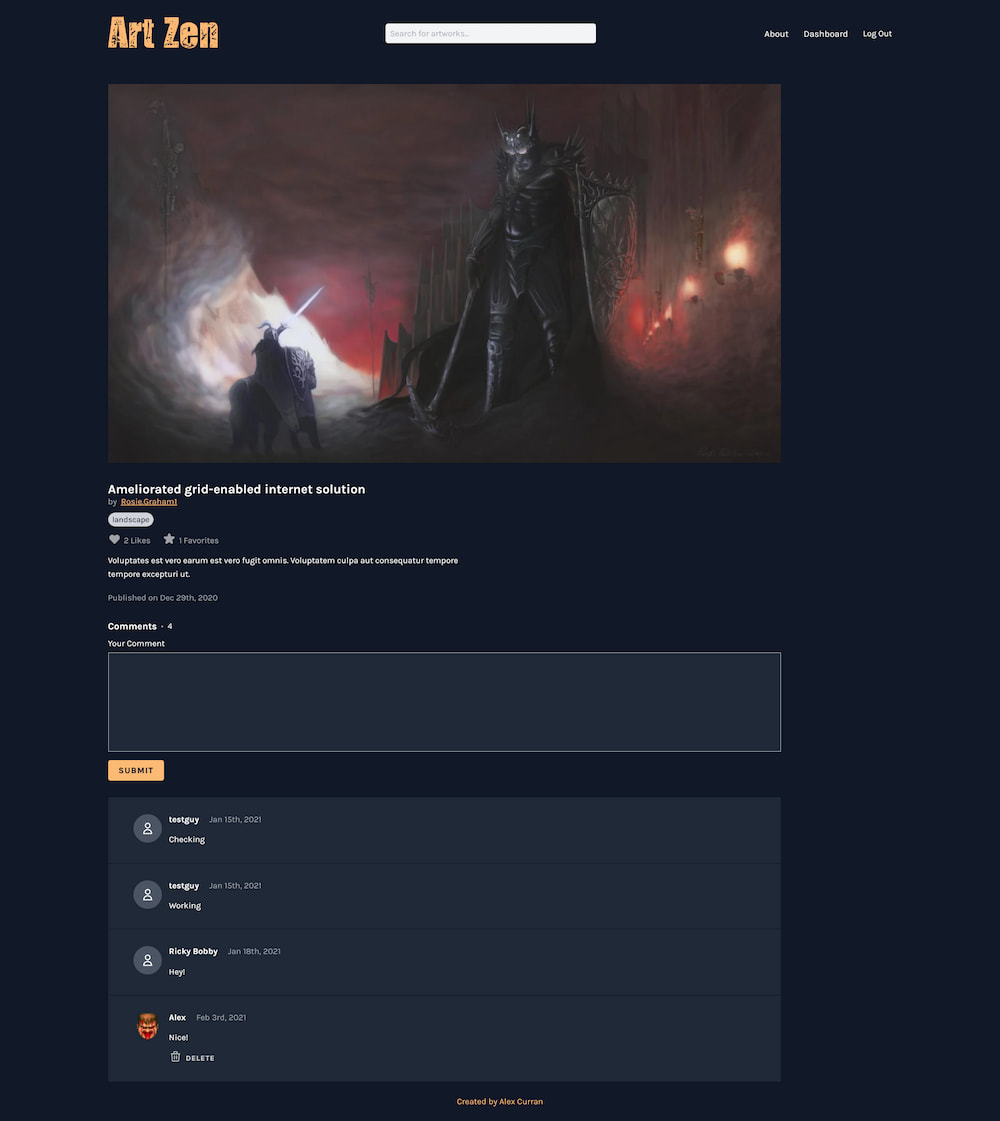 Art Zen
Search for artworks...
About
Dashboard
Log Out
Ameliorated grid-enabled internet solution
by Rosie.Graham1
landscape
2 Likes
1 Favorites
Voluptates est vero earum est vero fugit omnis. Voluptatem culpa aut consequatur tempore
tempore excepturi ut.
Published on Dec 29th, 2020
Comments · 4
Your Comment
SUBMIT
testguy Jan 15th, 2021
Checking
testguy Jan 15th, 2021
Working
Ricky Bobby Jan 18th, 2021
Hey!
Alex Feb 3rd, 2021
Nice!
DELETE
Created by Alex Curran